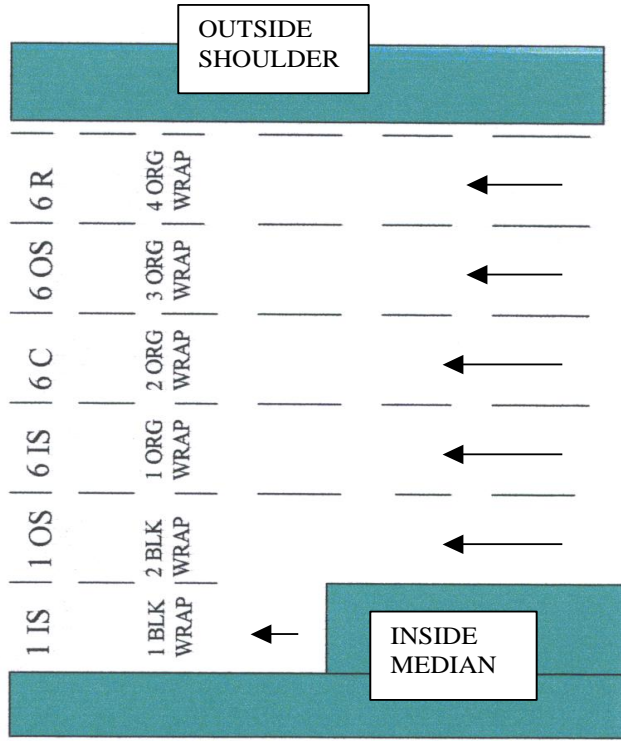 OUTSIDE
SHOULDER
6 R
4 ORG
WRAP
6 OS
3 ORG
WRAP
6 C
2 ORG
WRAP
6 IS
1 ORG
WRAP
1 OS
2 BLK
WRAP
1 IS
1 BLK
WRAP
INSIDE
MEDIAN